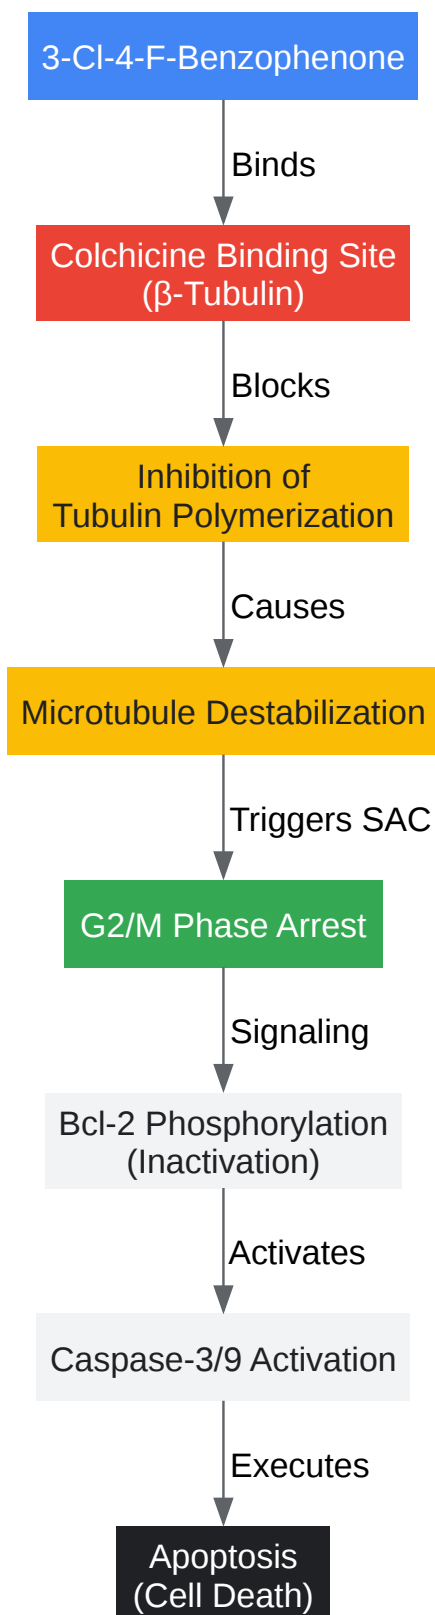 3-Cl-4-F-Benzophenone
Binds
Colchicine Binding Site
(β-Tubulin)
Blocks
Inhibition of
Tubulin Polymerization
Causes
Microtubule Destabilization
Triggers SAC
G2/M Phase Arrest
Signaling
Bcl-2 Phosphorylation
(Inactivation)
Activates
Caspase-3/9 Activation
Executes
Apoptosis
(Cell Death)